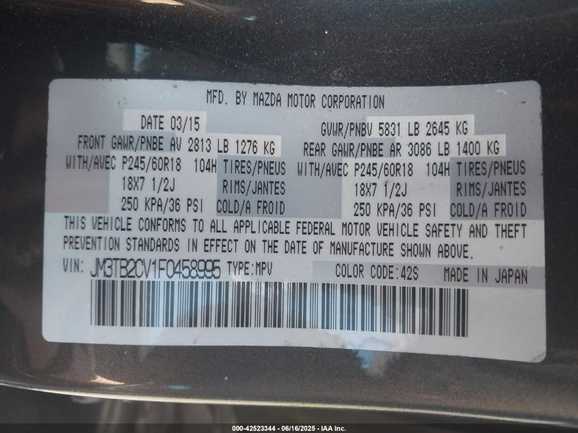 MFD. BY MAZDA MOTOR CORPORATION
DATE 03/15 GVWR/PNBV 5831 LB 2645 KG
FRONT GAWR/PNBE AV 2813 LB 1276 KG REAR GAWR/PNBE AR 3086 LB 1400 KG
WITH/AVEC P245/60R18 104H TIRES/PNEUS WITH/AVEC P245/60R18 104H TIRES/PNEUS
18X7 1/2J RIMS/JANTES 18X7 1/2J RIMS/JANTES
250 KPA/36 PSI COLD/A FROID 250 KPA/36 PSI COLD/A FROID
THIS VEHICLE CONFORMS TO ALL APPLICABLE FEDERAL MOTOR VEHICLE SAFETY AND THEFT
PREVENTION STANDARDS IN EFFECT ON THE DATE OF MANUFACTURE SHOWN ABOVE.
VIN: JM3TB2CV1F0458995 TYPE:MPV COLOR CODE:42S MADE IN JAPAN
000-42523344 - 06/16/2025 - IAA Inc.